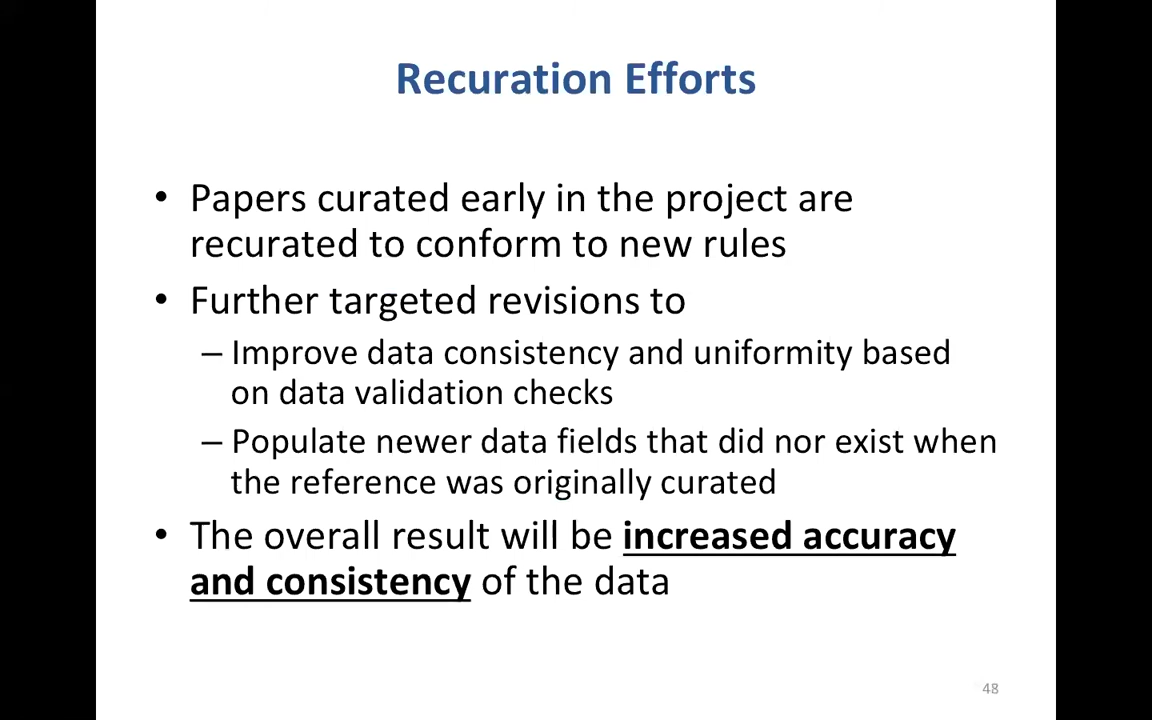 Recuration Efforts
• Papers curated early in the project are
recurated to conform to new rules
• Further targeted revisions to
– Improve data consistency and uniformity based
on data validation checks
– Populate newer data fields that did nor exist when
the reference was originally curated
• The overall result will be increased accuracy
and consistency of the data
48